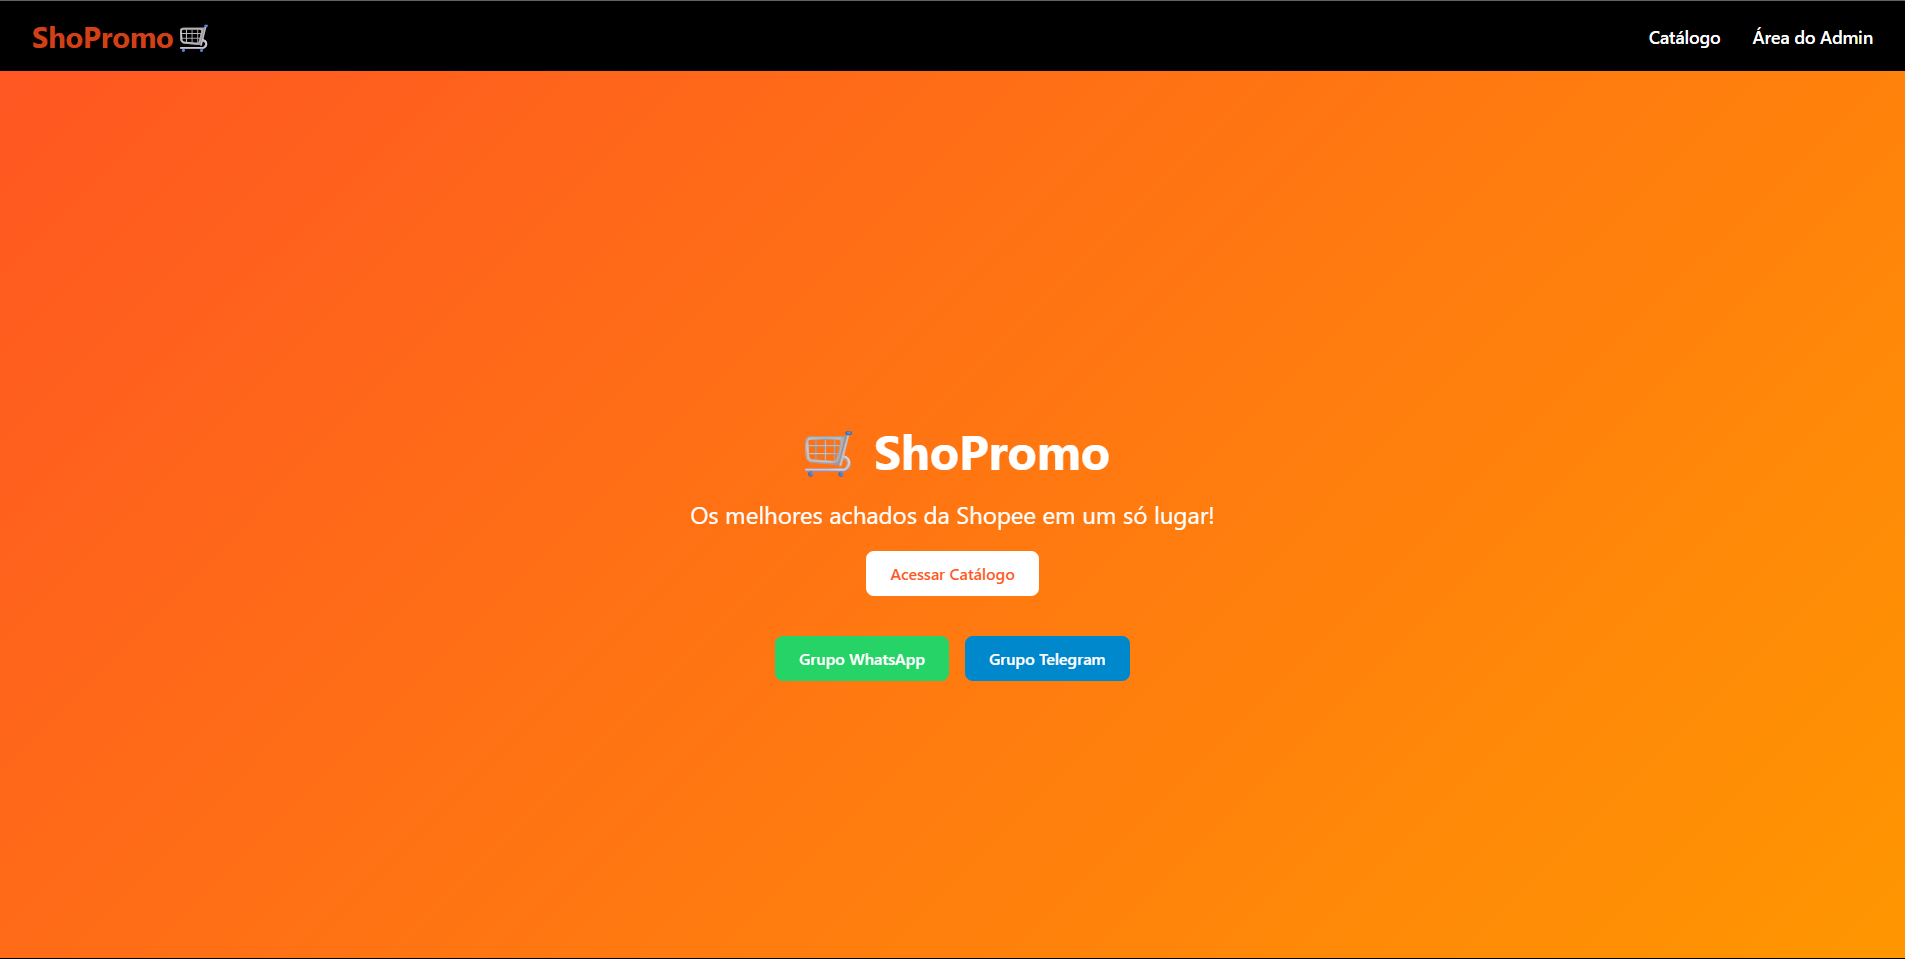 ShoPromo🛒
Catálogo
Área do Admin
🛒 ShoPromo
Os melhores achados da Shopee em um só lugar!
Acessar Catálogo
Grupo WhatsApp
Grupo Telegram